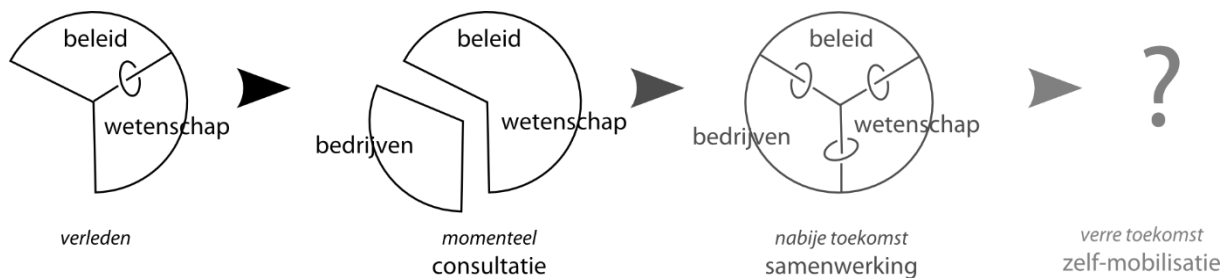 beleid
wetenschap
verleden
beleid
wetenschap
bedrijven
momenteel
consultatie
beleid
bedrijven
wetenschap
nabije toekomst
samenwerking
?
verre toekomst
zelf-mobilisatie